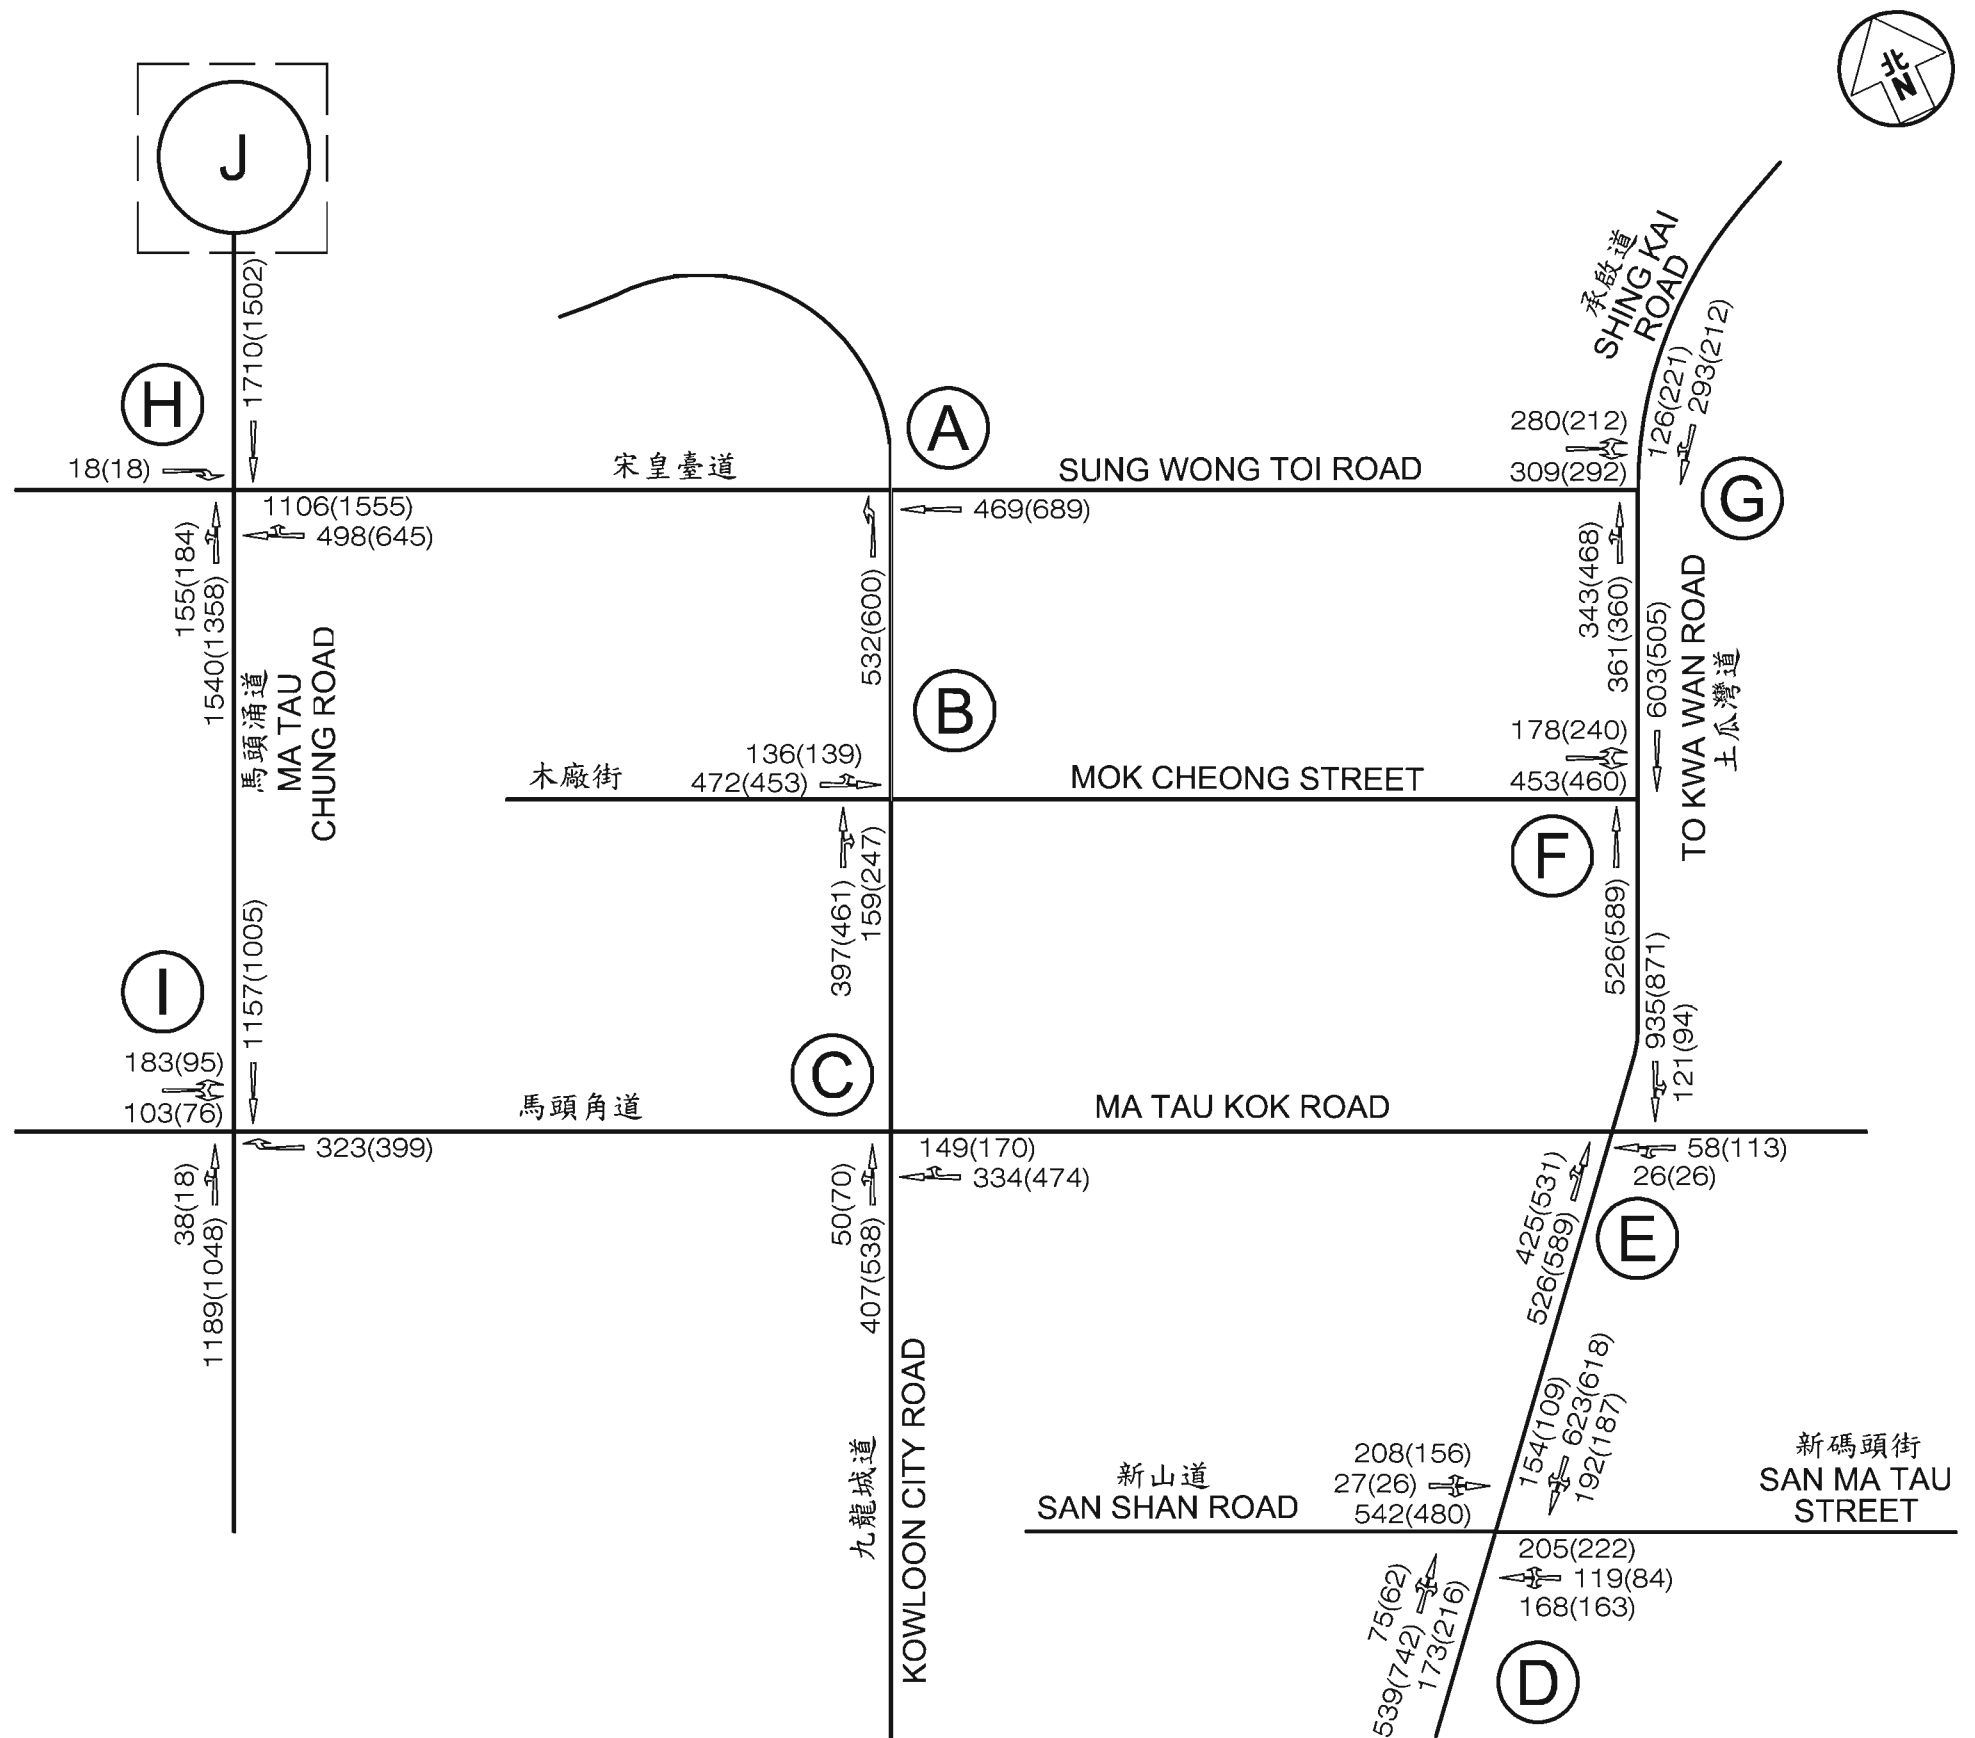 北
N
J
承啟道
SHING KAI
ROAD
1710(1502)
126(221)
293(212)
H
A
G
280(212)
309(292)
18(18)
宋皇臺道
SUNG WONG TOI ROAD
1106(1555)
498(645)
469(689)
155(184)
1540(1358)
532(600)
343(468)
361(360)
603(505)
TO KWA WAN ROAD
土瓜灣道
馬頭涌道
MA TAU
CHUNG ROAD
B
136(139)
472(453)
木廠街
MOK CHEONG STREET
178(240)
453(460)
F
397(461)
159(247)
526(589)
935(871)
121(94)
1157(1005)
I
C
183(95)
103(76)
馬頭角道
MA TAU KOK ROAD
323(399)
149(170)
334(474)
58(113)
26(26)
38(18)
1189(1048)
50(70)
407(538)
425(531)
526(589)
E
九龍城道
KOWLOON CITY ROAD
154(109)
623(618)
192(187)
208(156)
27(26)
542(480)
新山道
SAN SHAN ROAD
新碼頭街
SAN MA TAU
STREET
205(222)
119(84)
168(163)
75(62)
539(742)
173(216)
D